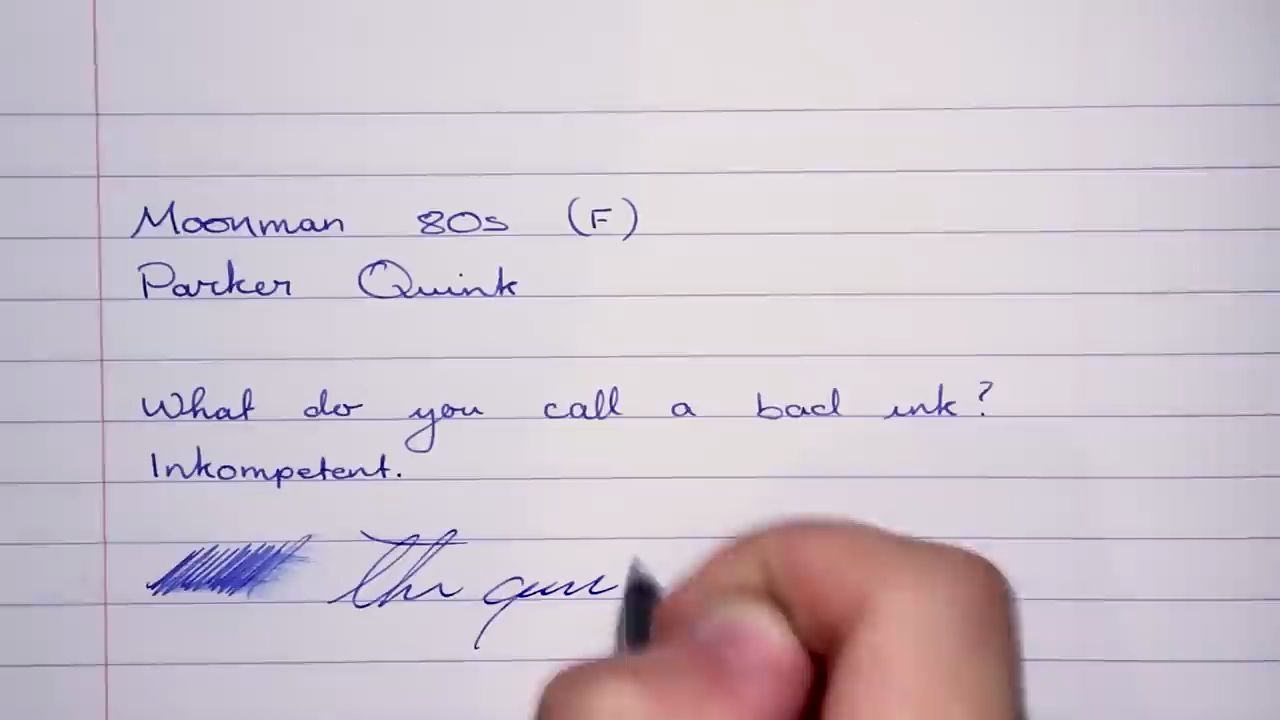 Moonman 80s (F)
Parker Quink
What do you call a bad ink?
Inkompetent.
The